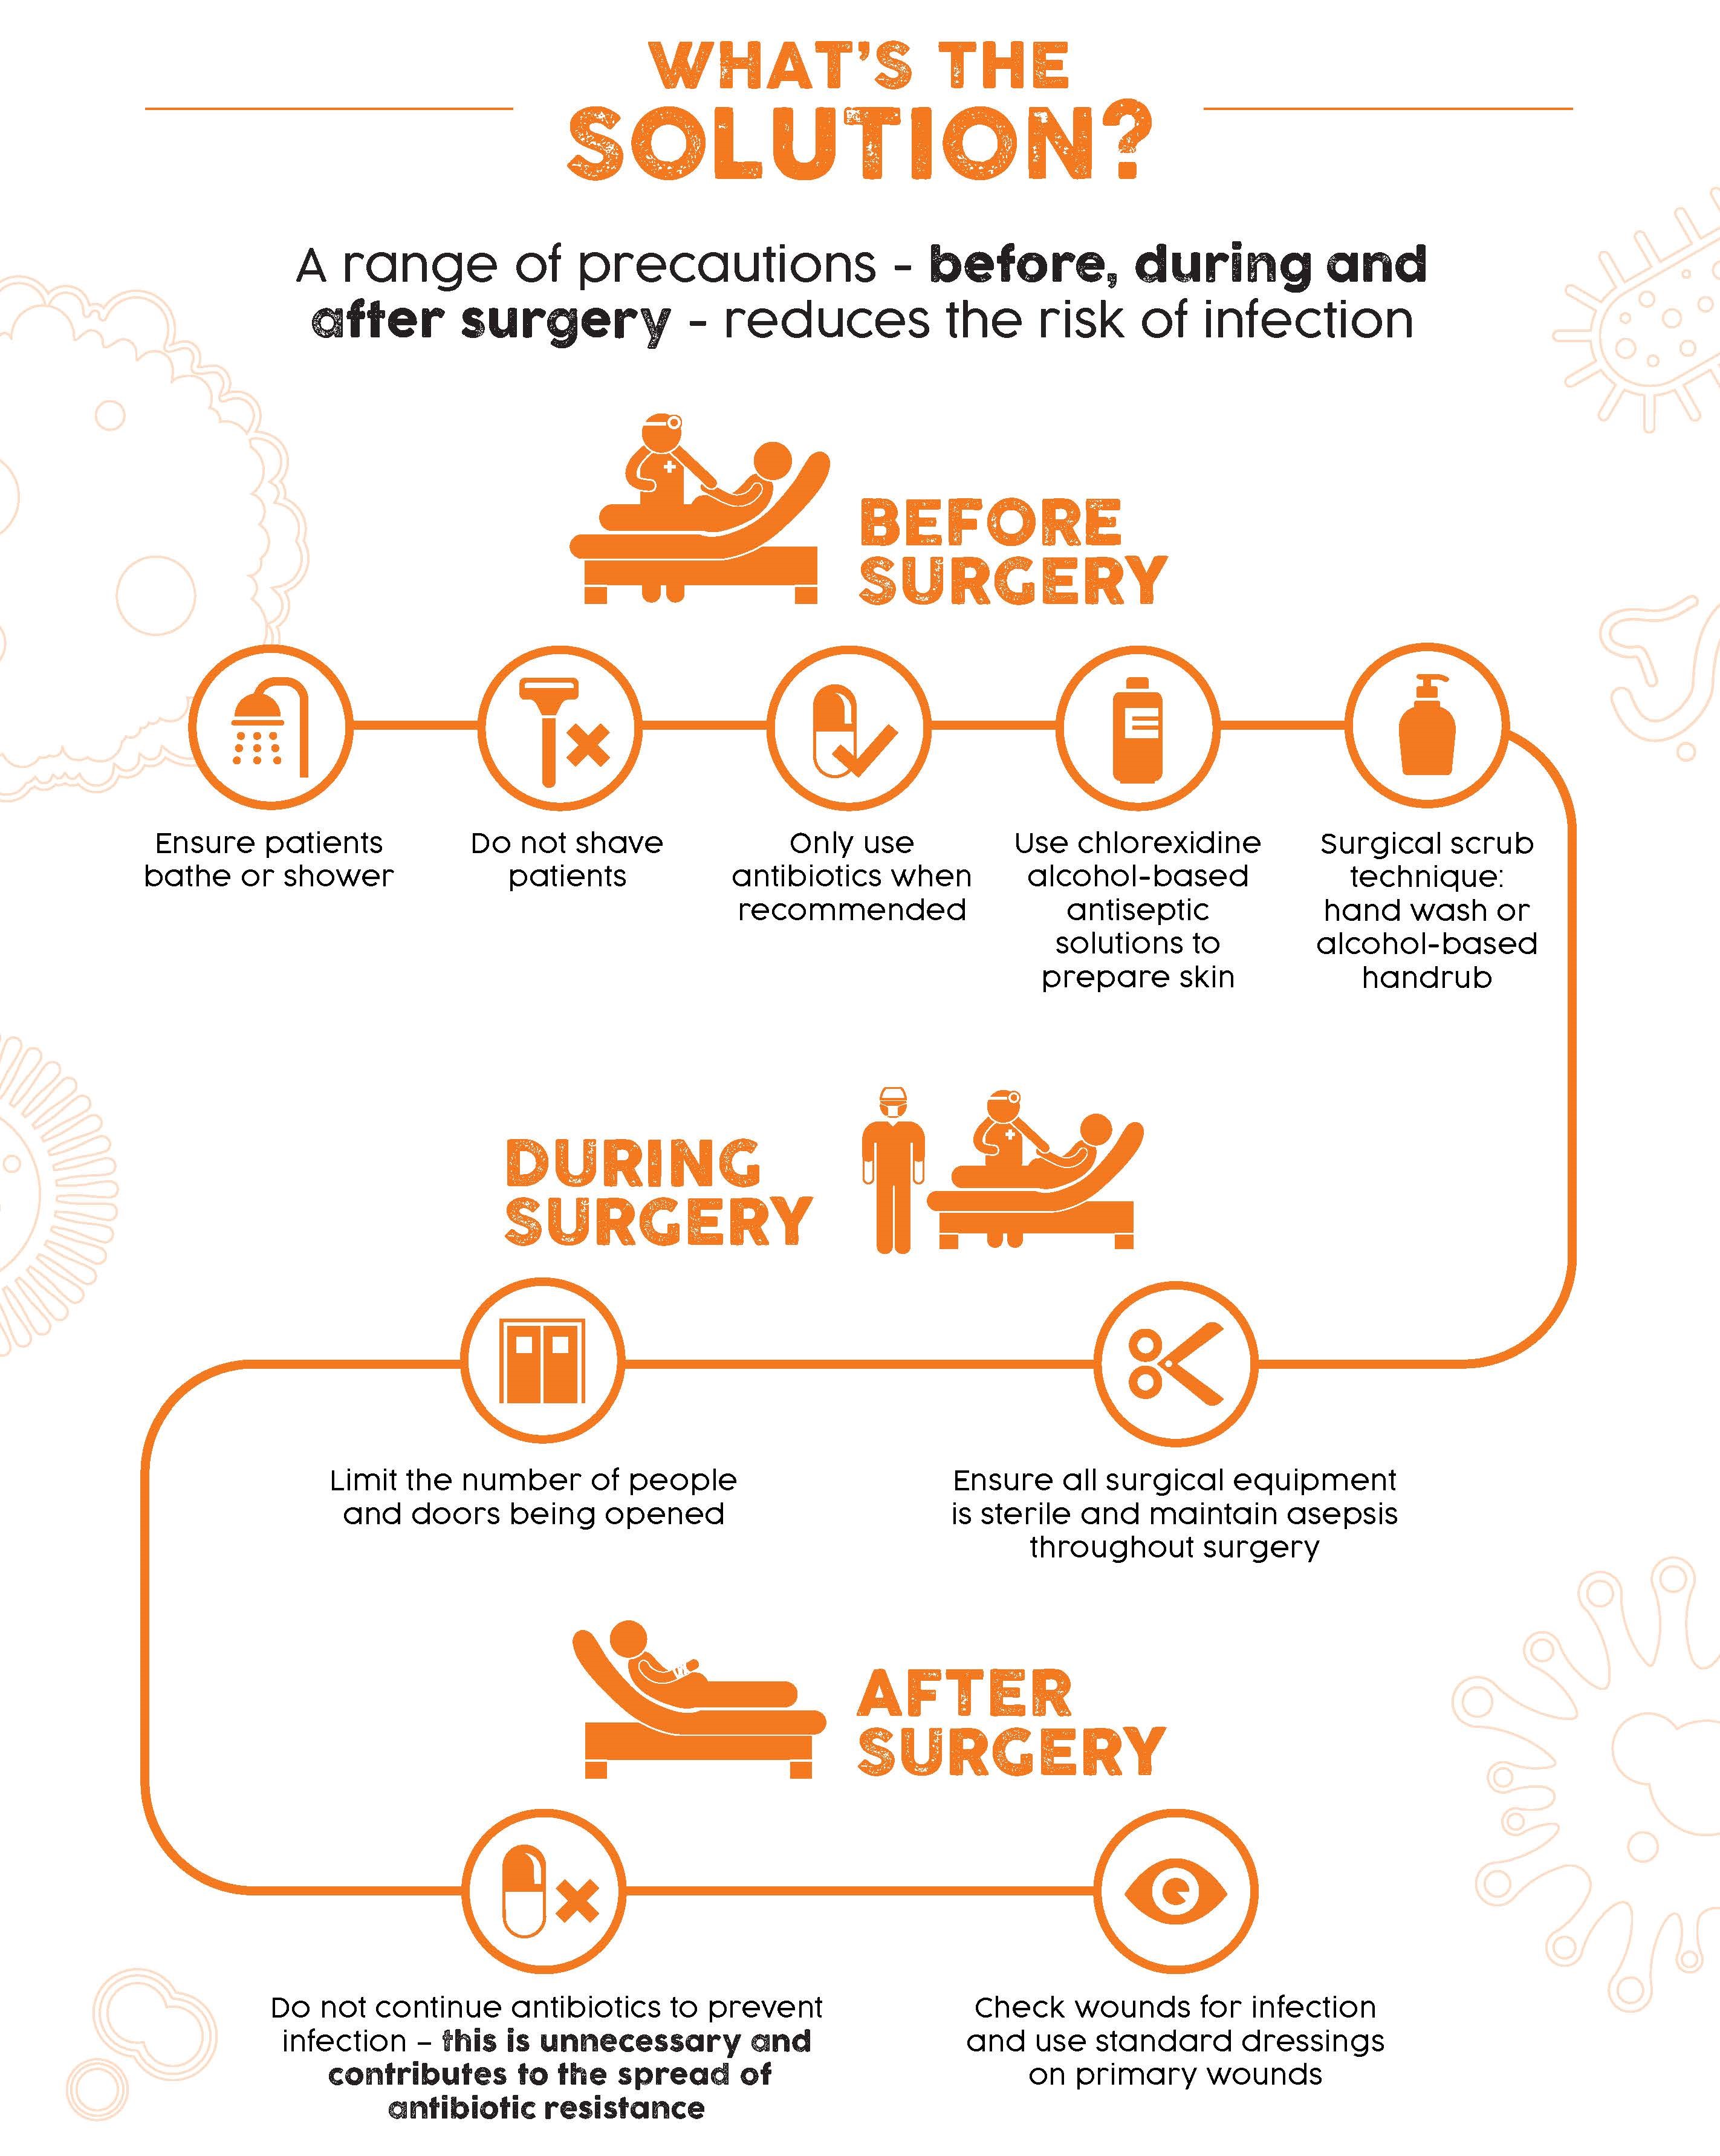 WHAT'S THE
SOLUTION?
A range of precautions - before, during and
after surgery - reduces the risk of infection
BEFORE
SURGERY
Ensure patients
bathe or shower
Do not shave
patients
Only use
antibiotics when
recommended
Use chlorexidine
alcohol-based
antiseptic
solutions to
prepare skin
Surgical scrub
technique:
hand wash or
alcohol-based
handrub
DURING
SURGERY
Limit the number of people
and doors being opened
Ensure all surgical equipment
is sterile and maintain asepsis
throughout surgery
AFTER
SURGERY
Do not continue antibiotics to prevent
infection – this is unnecessary and
contributes to the spread of
antibiotic resistance
Check wounds for infection
and use standard dressings
on primary wounds